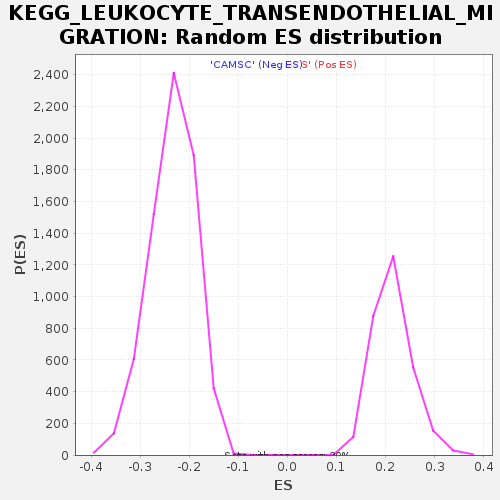 KEGG_LEUKOCYTE_TRANSENDOTHELIAL_MI
GRATION: Random ES distribution
'CAMSC' (Neg ES) S' (Pos ES)
2,400
2,200
2,000
1,800
1,600
1,400
1,200
1,000
800
600
400
200
0
P(ES)
-0.4 -0.3 -0.2 -0.1 0.0 0.1 0.2 0.3 0.4
ES